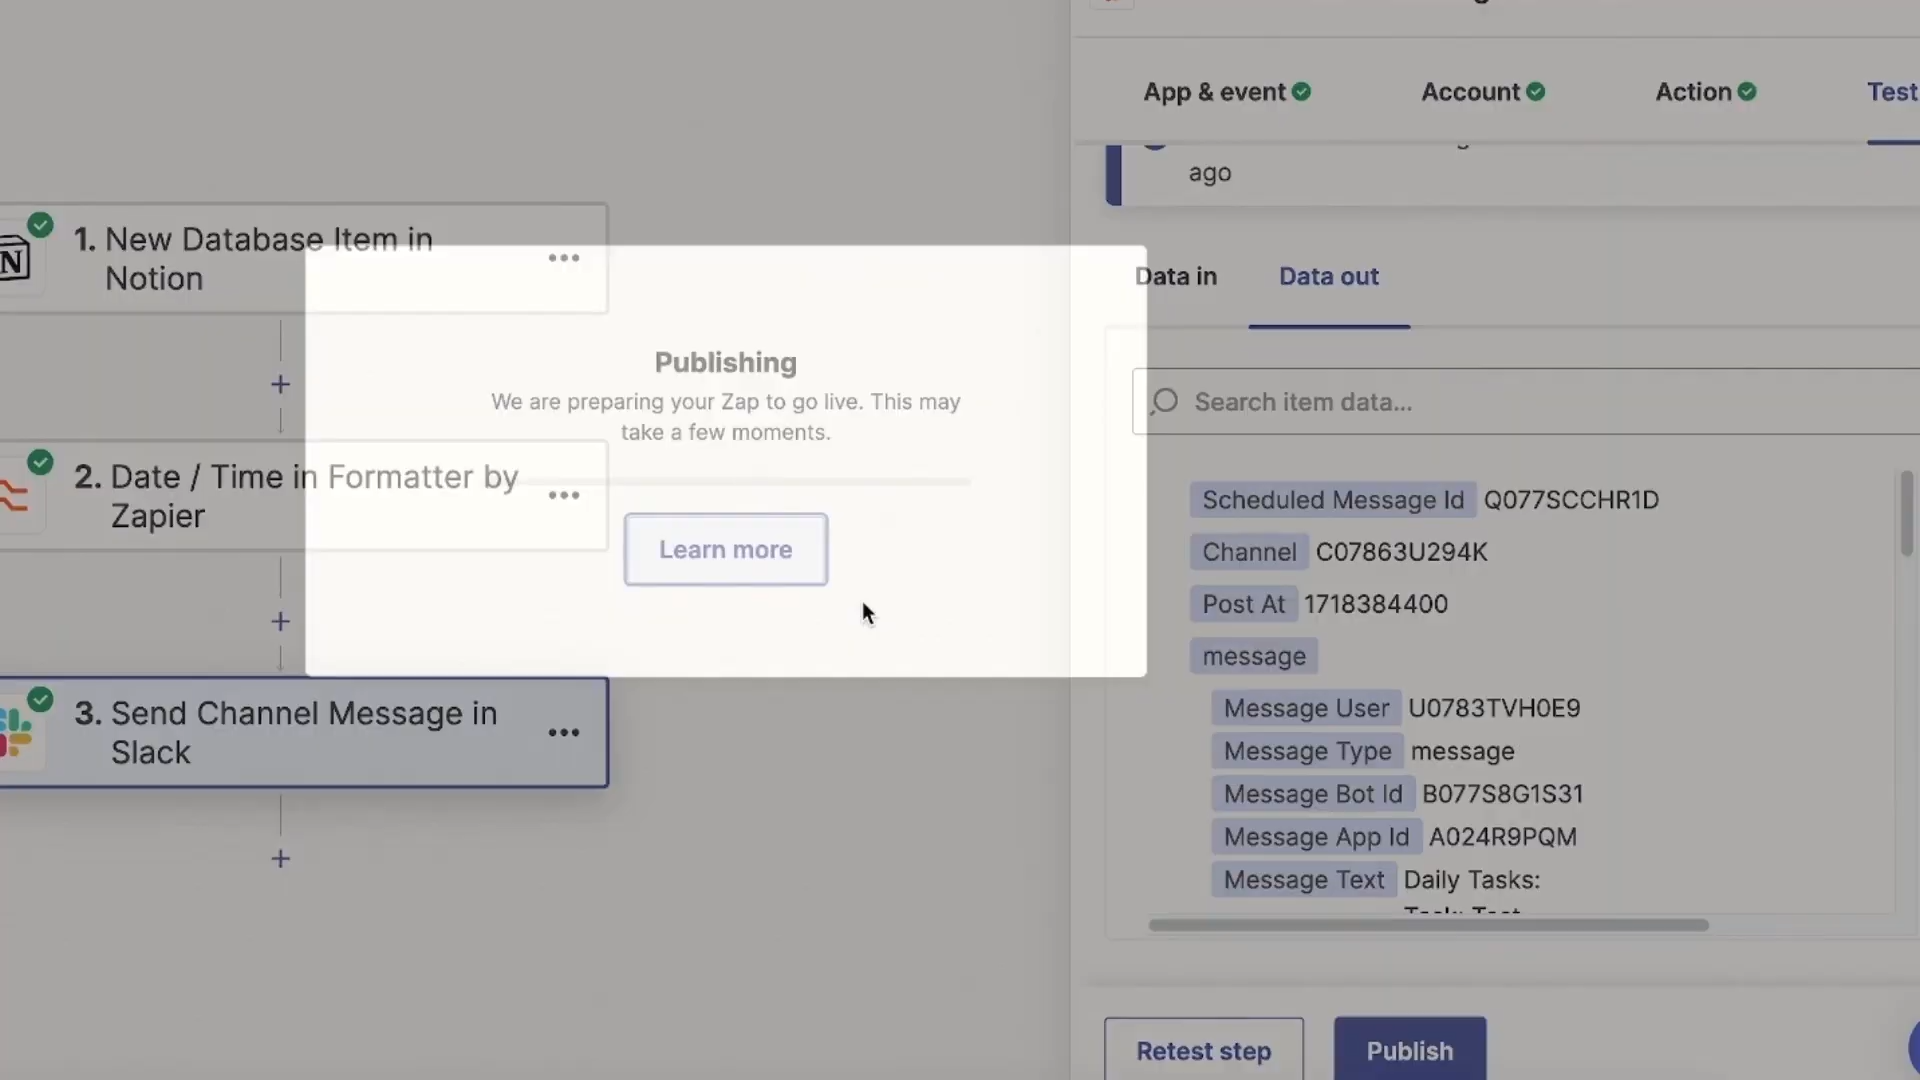 App & event
Account
Action
Test
ago
1. New Database Item in
Notion
Data in
Data out
Publishing
We are preparing your Zap to go live. This may
take a few moments.
Learn more
Search item data...
2. Date / Time in Formatter by
Zapier
Scheduled Message Id Q077SCCHR1D
Channel C07863U294K
Post At 1718384400
message
Message User U0783TVH0E9
Message Type message
Message Bot Id B077S8G1S31
Message App Id A024R9PQM
Message Text Daily Tasks:
3. Send Channel Message in
Slack
Retest step
Publish